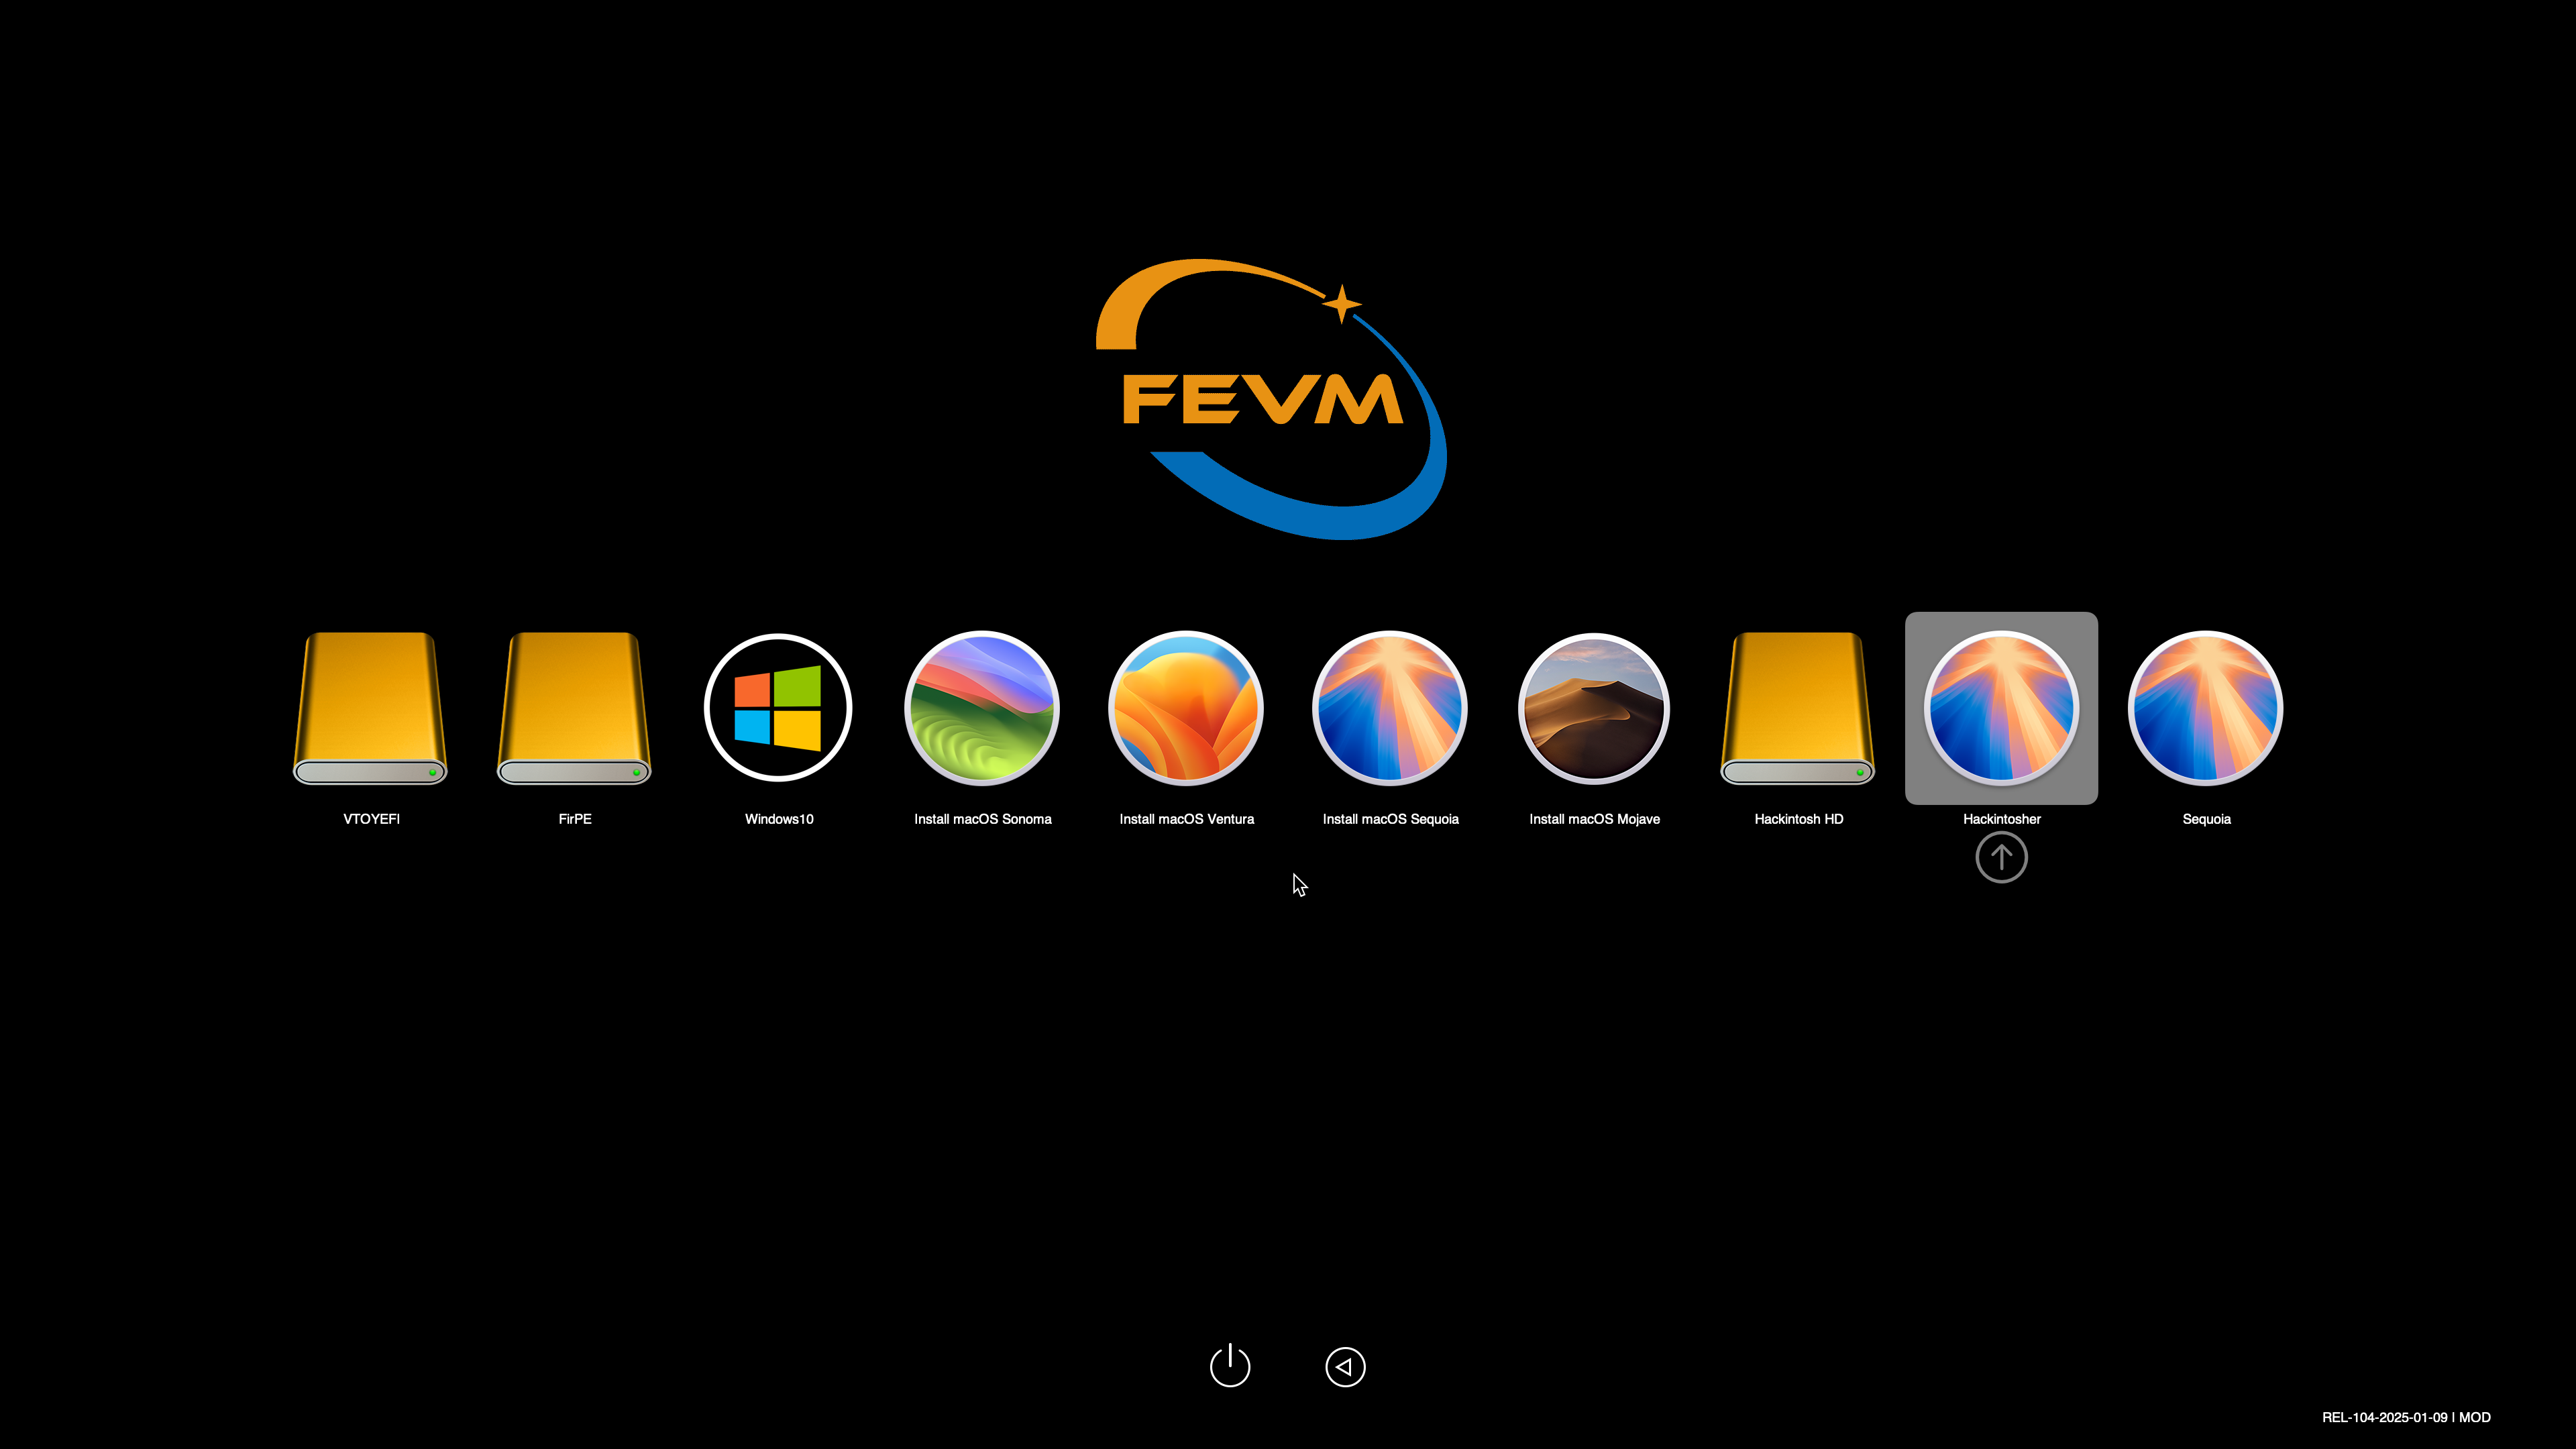 FEVM
VTOYEFI
FirPE
Windows10
Install macOS Sonoma
Install macOS Ventura
Install macOS Sequoia
Install macOS Mojave
Hackintosh HD
Hackintosher
Sequoia
REL-104-2025-01-09 | MOD